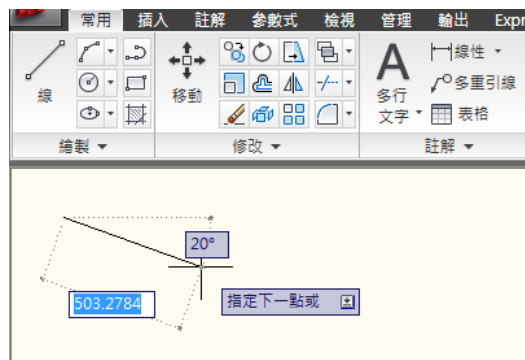 常用 插入 註解 參數式 檢視 管理 輸出 Expr
線
移動
A
多行
文字
線性
多重引線
表格
繪製 修改 註解
20°
503.2784
指定下一點或